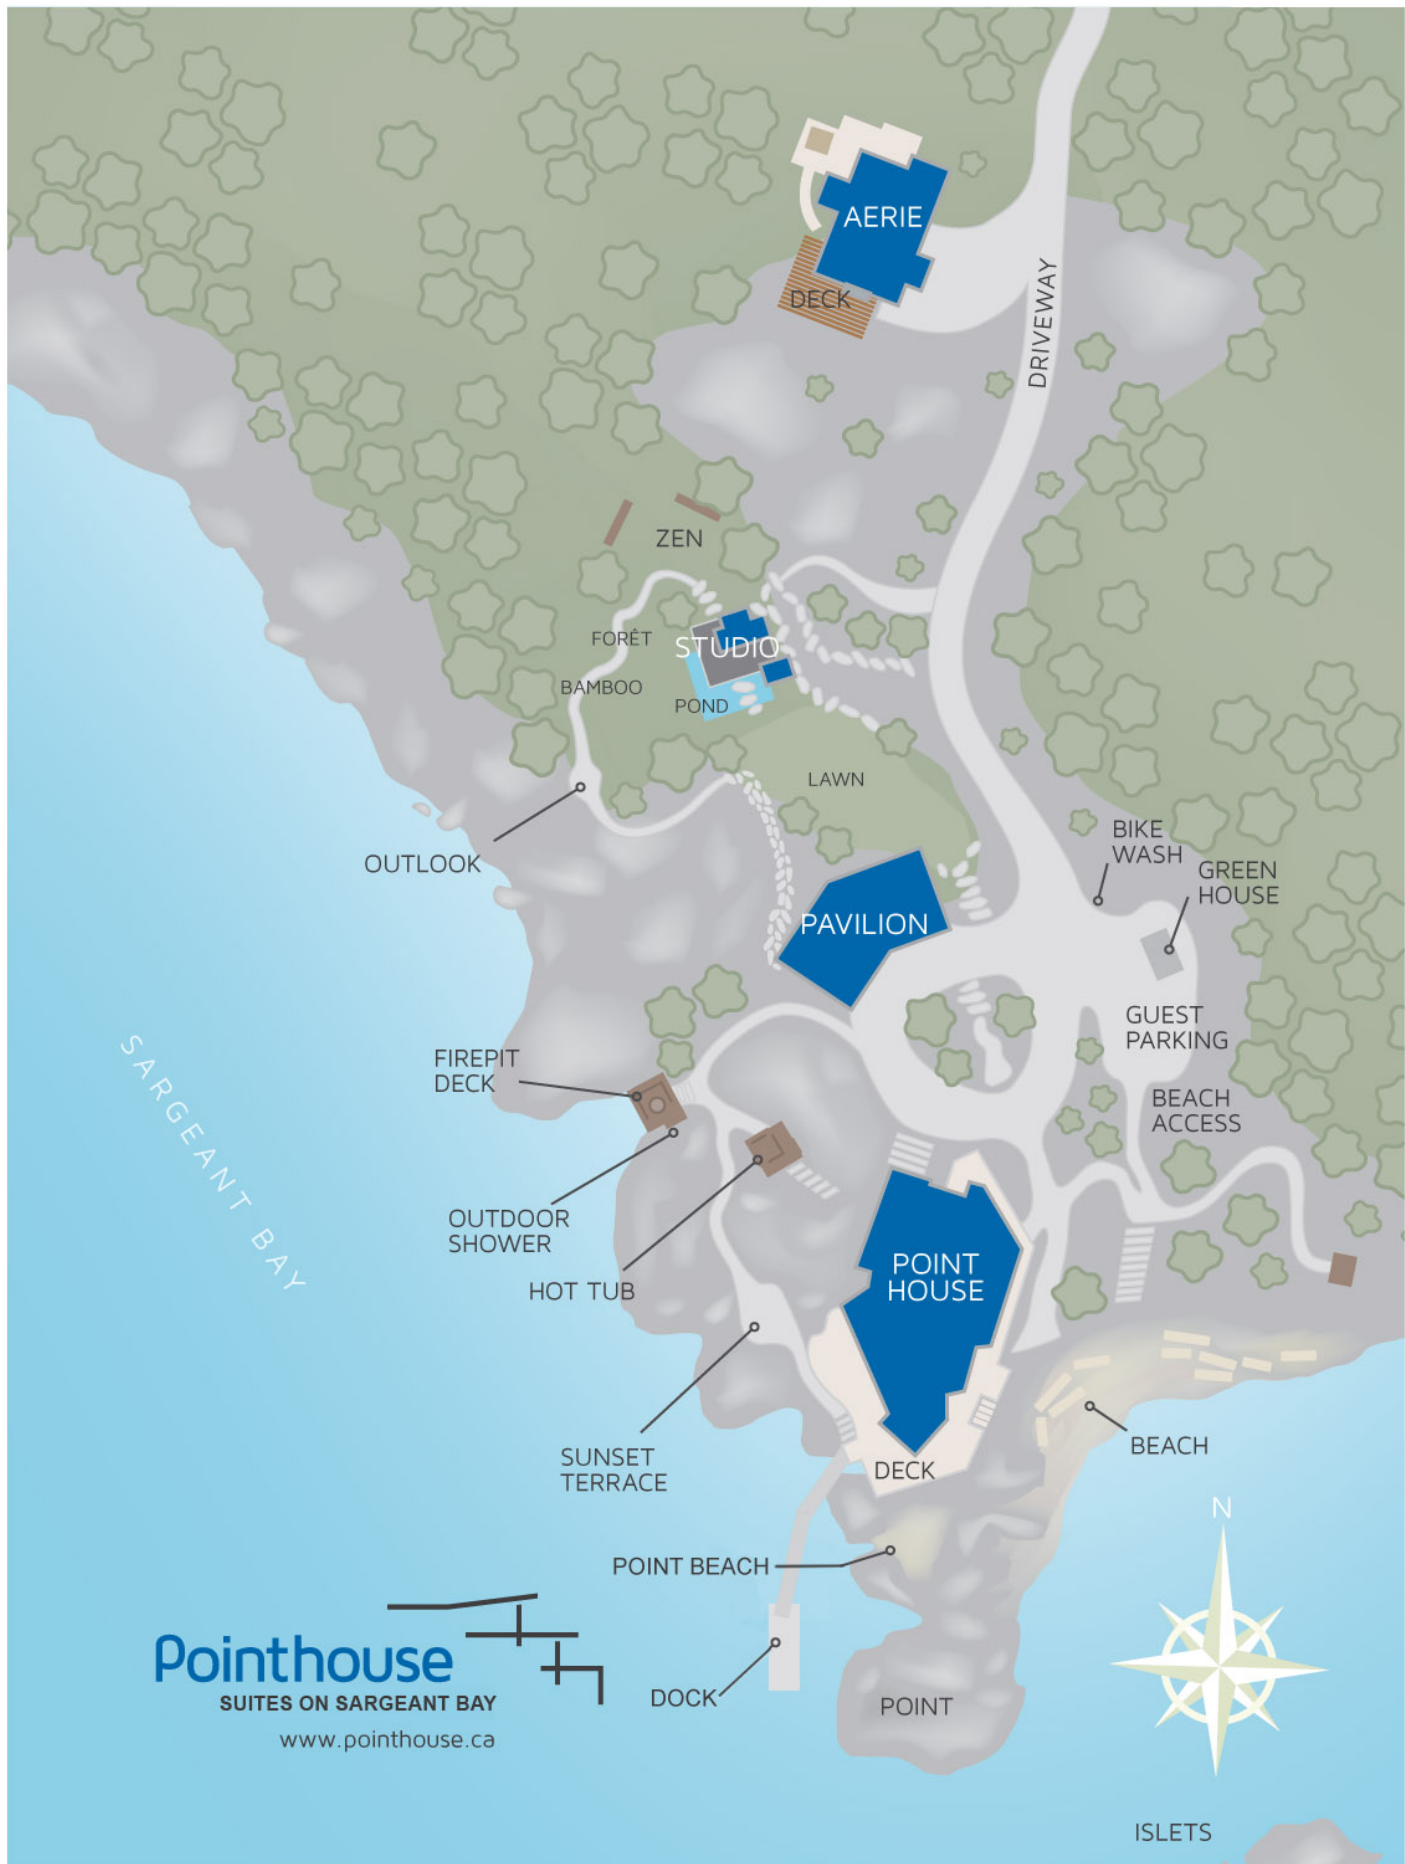 AERIE
DECK
DRIVEWAY
ZEN
FORÊT
STUDIO
BAMBOO
POND
LAWN
OUTLOOK
BIKE
WASH
GREEN
HOUSE
PAVILION
GUEST
PARKING
SARGEANT BAY
FIREPIT
DECK
BEACH
ACCESS
OUTDOOR
SHOWER
HOT TUB
POINT
HOUSE
SUNSET
TERRACE
DECK
BEACH
N
POINT BEACH
Pointhouse
SUITES ON SARGEANT BAY
www.pointhouse.ca
DOCK
POINT
ISLETS